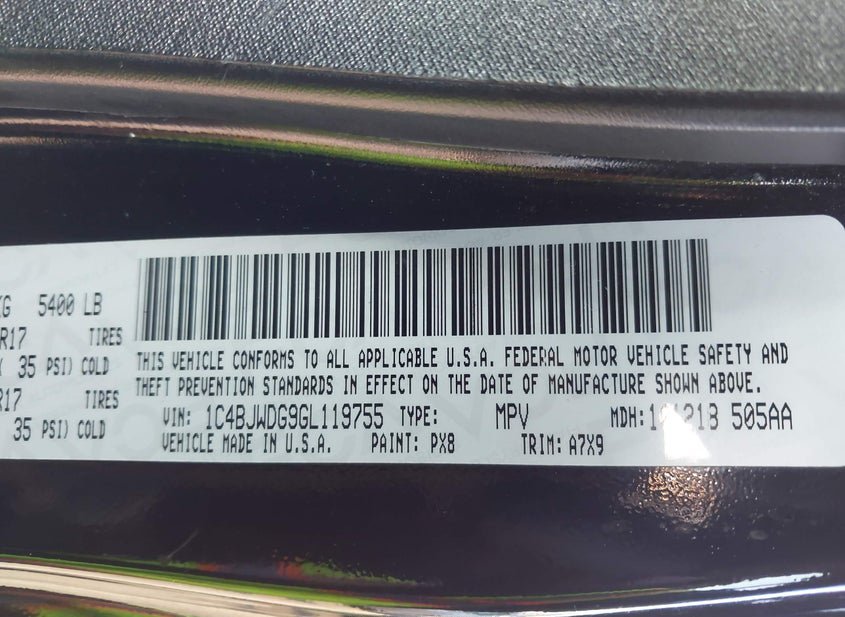 5400 LB
R17 TIRES
35 PSI) COLD
R17 TIRES
35 PSI) COLD
THIS VEHICLE CONFORMS TO ALL APPLICABLE U.S.A. FEDERAL MOTOR VEHICLE SAFETY AND
THEFT PREVENTION STANDARDS IN EFFECT ON THE DATE OF MANUFACTURE SHOWN ABOVE.
VIN: 1C4BJWDG9GL119755 TYPE: MPV MDH: 505AA
VEHICLE MADE IN U.S.A. PAINT: PX8 TRIM: A7X9